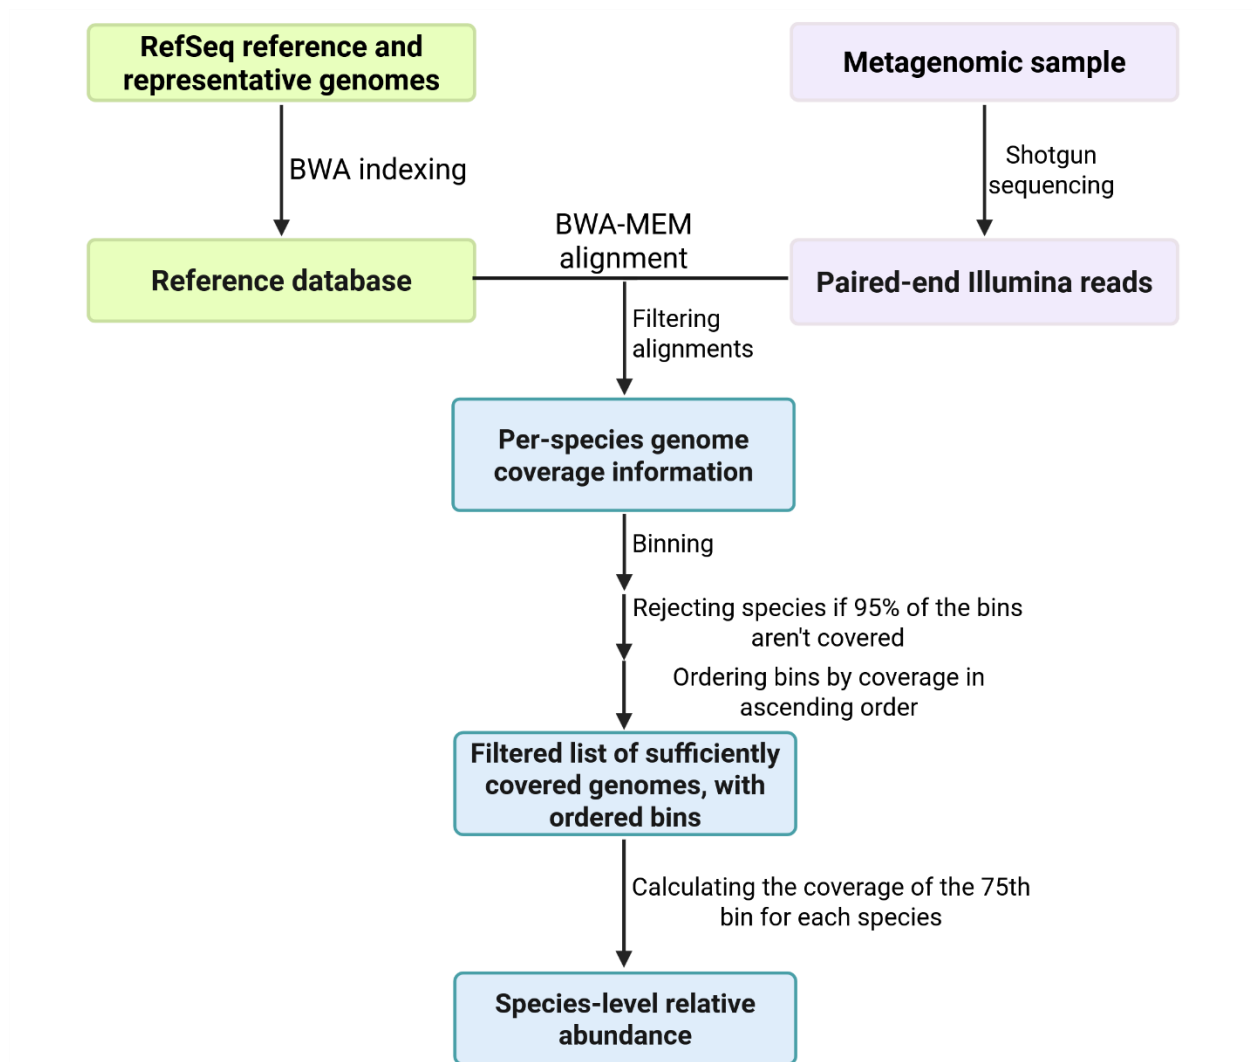 RefSeq reference and
representative genomes
Metagenomic sample
BWA indexing
Shotgun
sequencing
BWA-MEM
alignment
Reference database
Paired-end Illumina reads
Filtering
alignments
Per-species genome
coverage information
Binning
Rejecting species if 95% of the bins
aren't covered
Ordering bins by coverage in
ascending order
Filtered list of sufficiently
covered genomes, with
ordered bins
Calculating the coverage of the 75th
bin for each species
Species-level relative
abundance